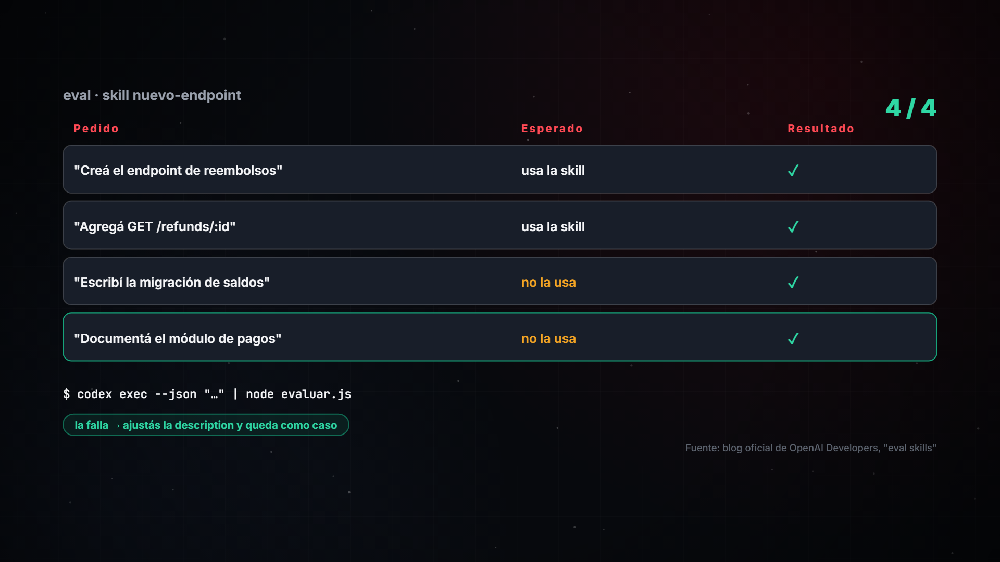 eval · skill nuevo-endpoint
4 / 4
Pedido Esperado Resultado
"Creá el endpoint de reembolsos" usa la skill ✓
"Agregá GET /refunds/:id" usa la skill ✓
"Escribí la migración de saldos" no la usa ✓
"Documentá el módulo de pagos" no la usa ✓
$ codex exec --json "…" | node evaluar.js
la falla → ajustás la description y queda como caso
Fuente: blog oficial de OpenAI Developers, "eval skills"